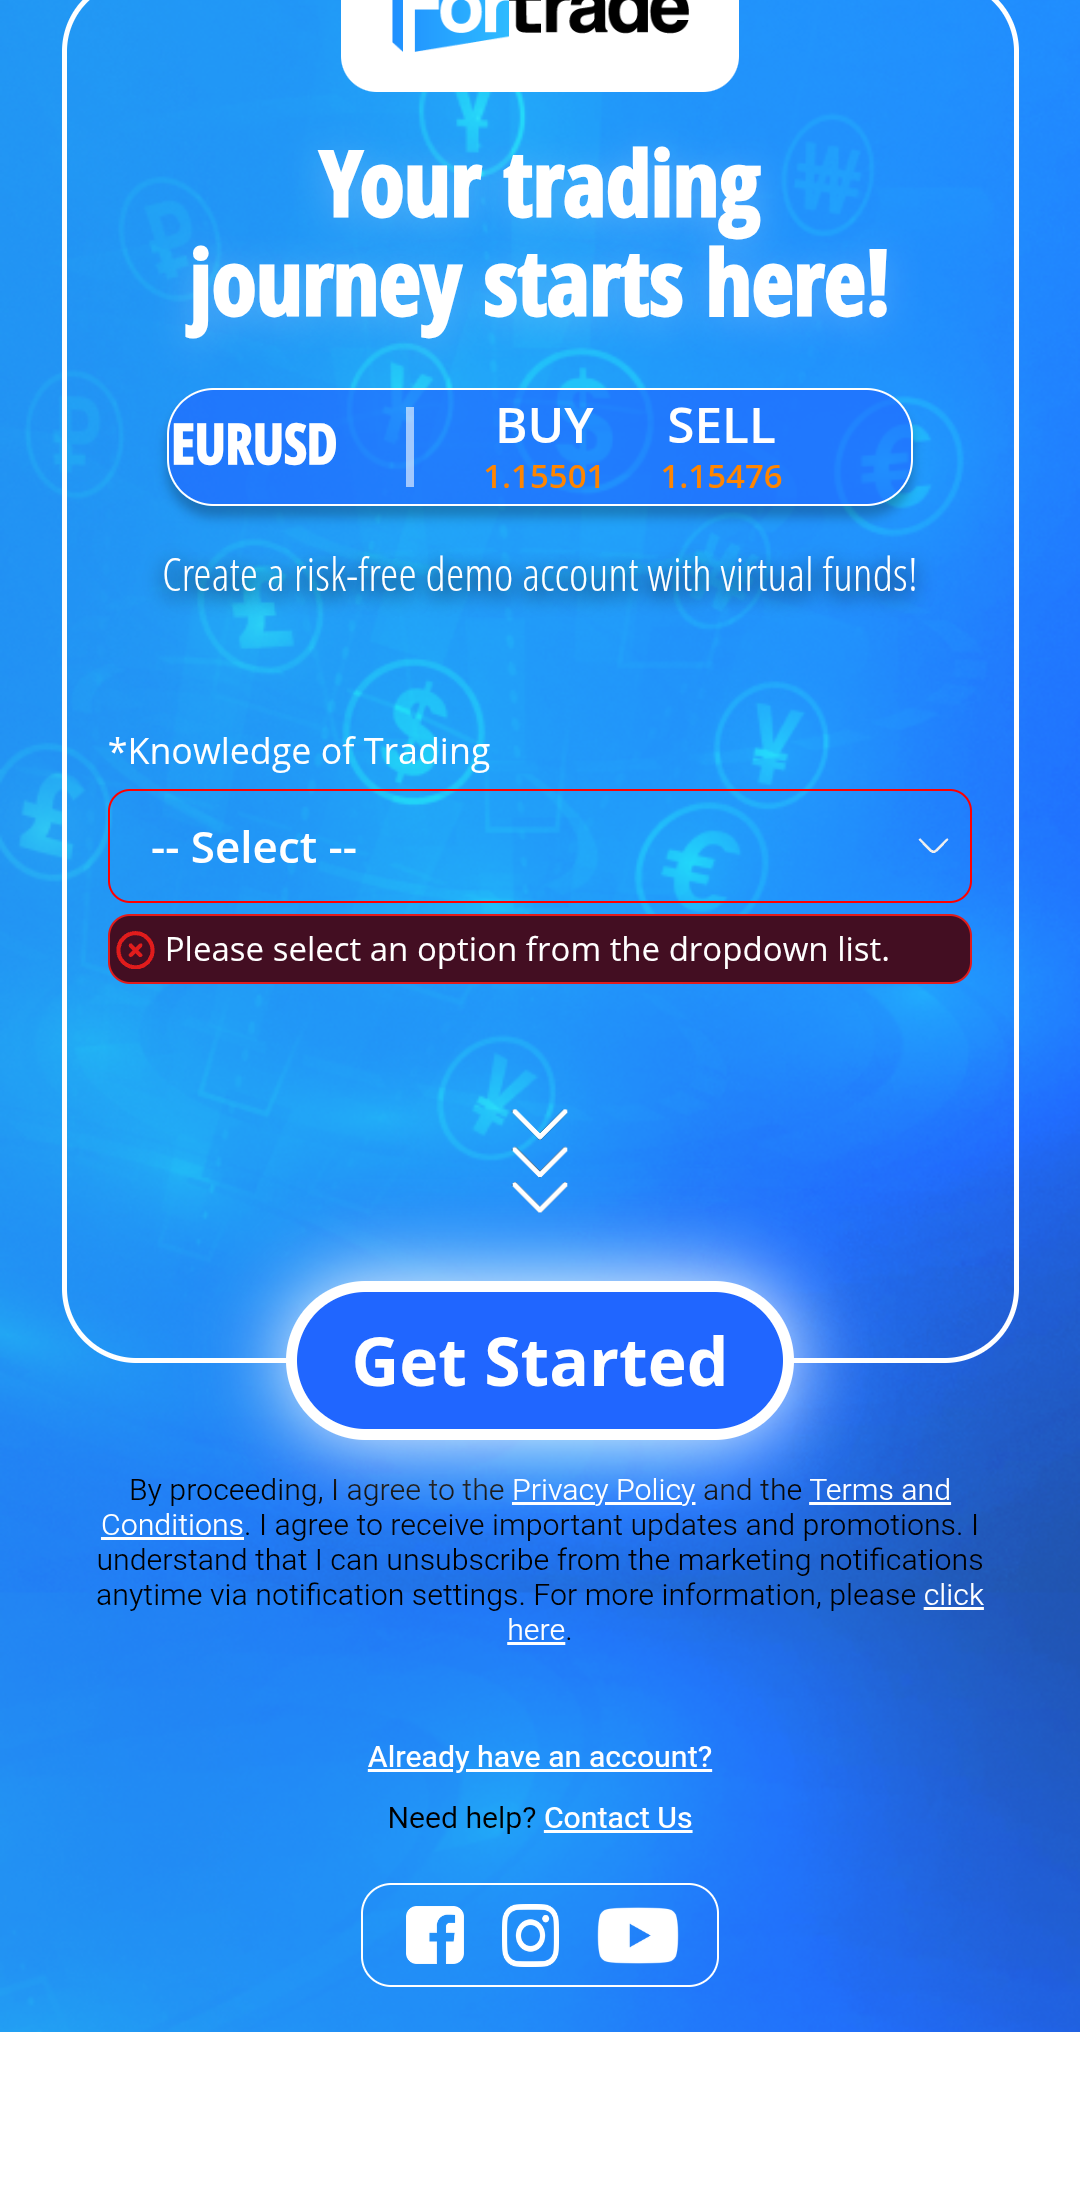 Fortrade
Your trading
journey starts here!
EURUSD
BUY SELL
1.15501 1.15476
Create a risk-free demo account with virtual funds!
*Knowledge of Trading
-- Select --
Please select an option from the dropdown list.
Get Started
By proceeding, I agree to the Privacy Policy and the Terms and
Conditions. I agree to receive important updates and promotions. I
understand that I can unsubscribe from the marketing notifications
anytime via notification settings. For more information, please click
here.
Already have an account?
Need help? Contact Us